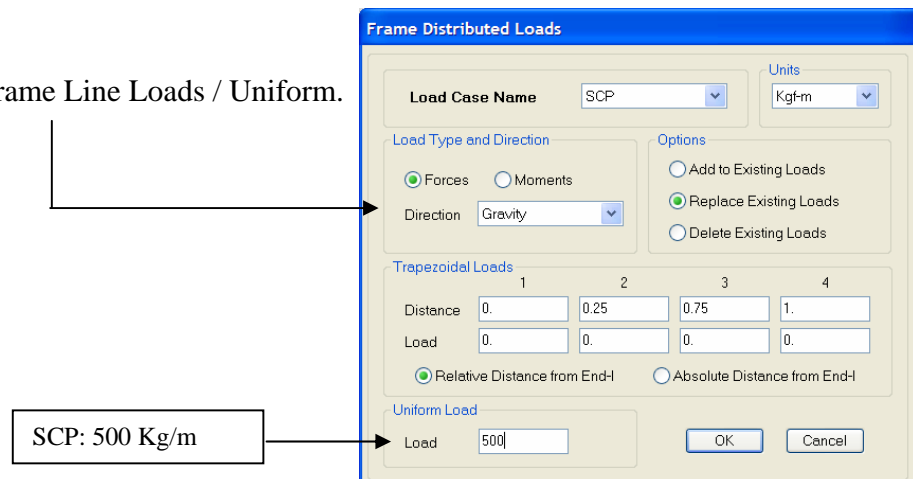 Frame Distributed Loads
Units
Line Loads / Uniform.
Load Case Name SCP Kgf-m
Load Type and Direction Options
Forces Moments Add to Existing Loads
Direction Gravity Replace Existing Loads
Delete Existing Loads
Trapezoidal Loads
1 2 3 4
Distance 0. 0.25 0.75 1.
Load 0. 0. 0. 0.
Relative Distance from End-I Absolute Distance from End-I
Uniform Load
SCP: 500 Kg/m
Load 500 OK Cancel